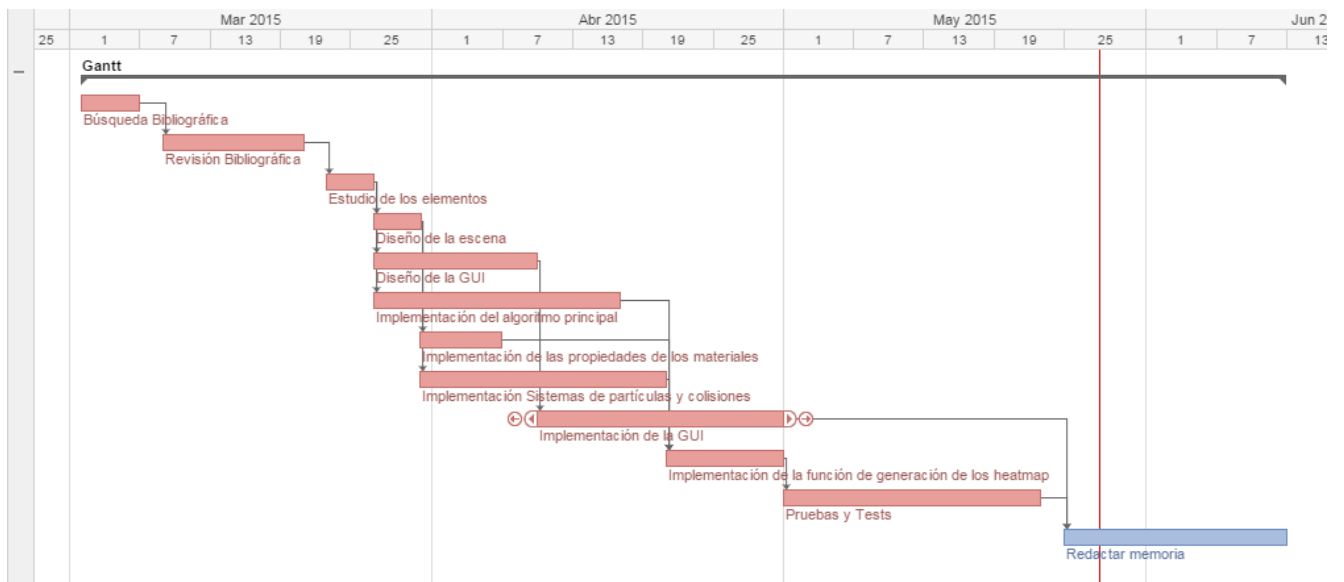 Mar 2015 Abr 2015 May 2015 Jun 2
25 1 7 13 19 25 1 7 13 19 25 1 7 13 19 25 1 7 13
Gantt
Búsqueda Bibliográfica
Revisión Bibliográfica
Estudio de los elementos
Diseño de la escena
Diseño de la GUI
Implementación del algoritmo principal
Implementación de las propiedades de los materiales
Implementación Sistemas de partículas y colisiones
Implementación de la GUI
Implementación de la función de generación de los heatmap
Pruebas y Tests
Redactar memoria